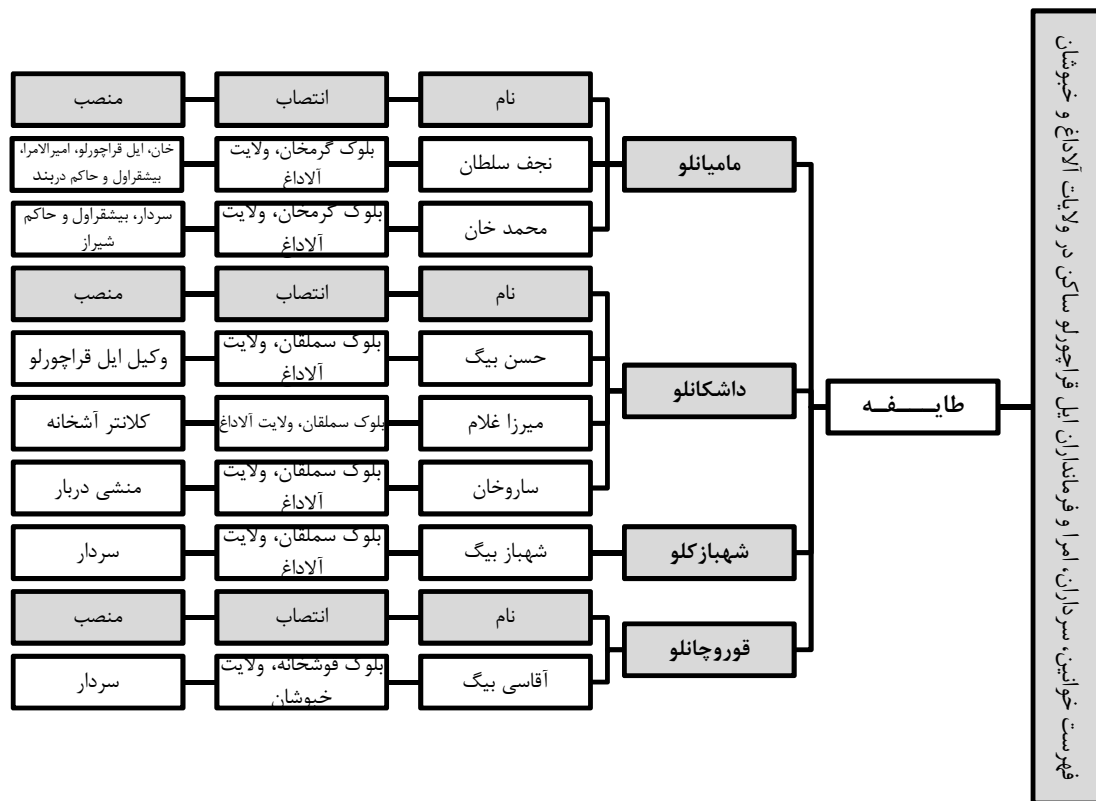 فهرست خوانین، سرداران، امرا و فرمانداران ایل قراچورلو ساکن در ولایات آلاداغ و خبوشان
طایـــــفــه
مامیانلو
نام
انتصاب
منصب
نجف سلطان
بلوک گرمخان، ولایت
آلاداغ
خان، ایل قراچورلو، امیرالامرا،
بیشقراول و حاکم دربند
محمد خان
بلوک گرمخان، ولایت
آلاداغ
سردار، بیشقراول و حاکم
شیراز
داشکانلو
نام
انتصاب
منصب
حسن بیگ
بلوک سملقان، ولایت
آلاداغ
وکیل ایل قراچورلو
میرزا غلام
بلوک سملقان، ولایت آلاداغ
کلانتر آشخانه
ساروخان
بلوک سملقان، ولایت
آلاداغ
منشی دربار
شهبازکلو
شهباز بیگ
بلوک سملقان، ولایت
آلاداغ
سردار
قوروچانلو
نام
انتصاب
منصب
آقاسی بیگ
بلوک قوشخانه، ولایت
خبوشان
سردار